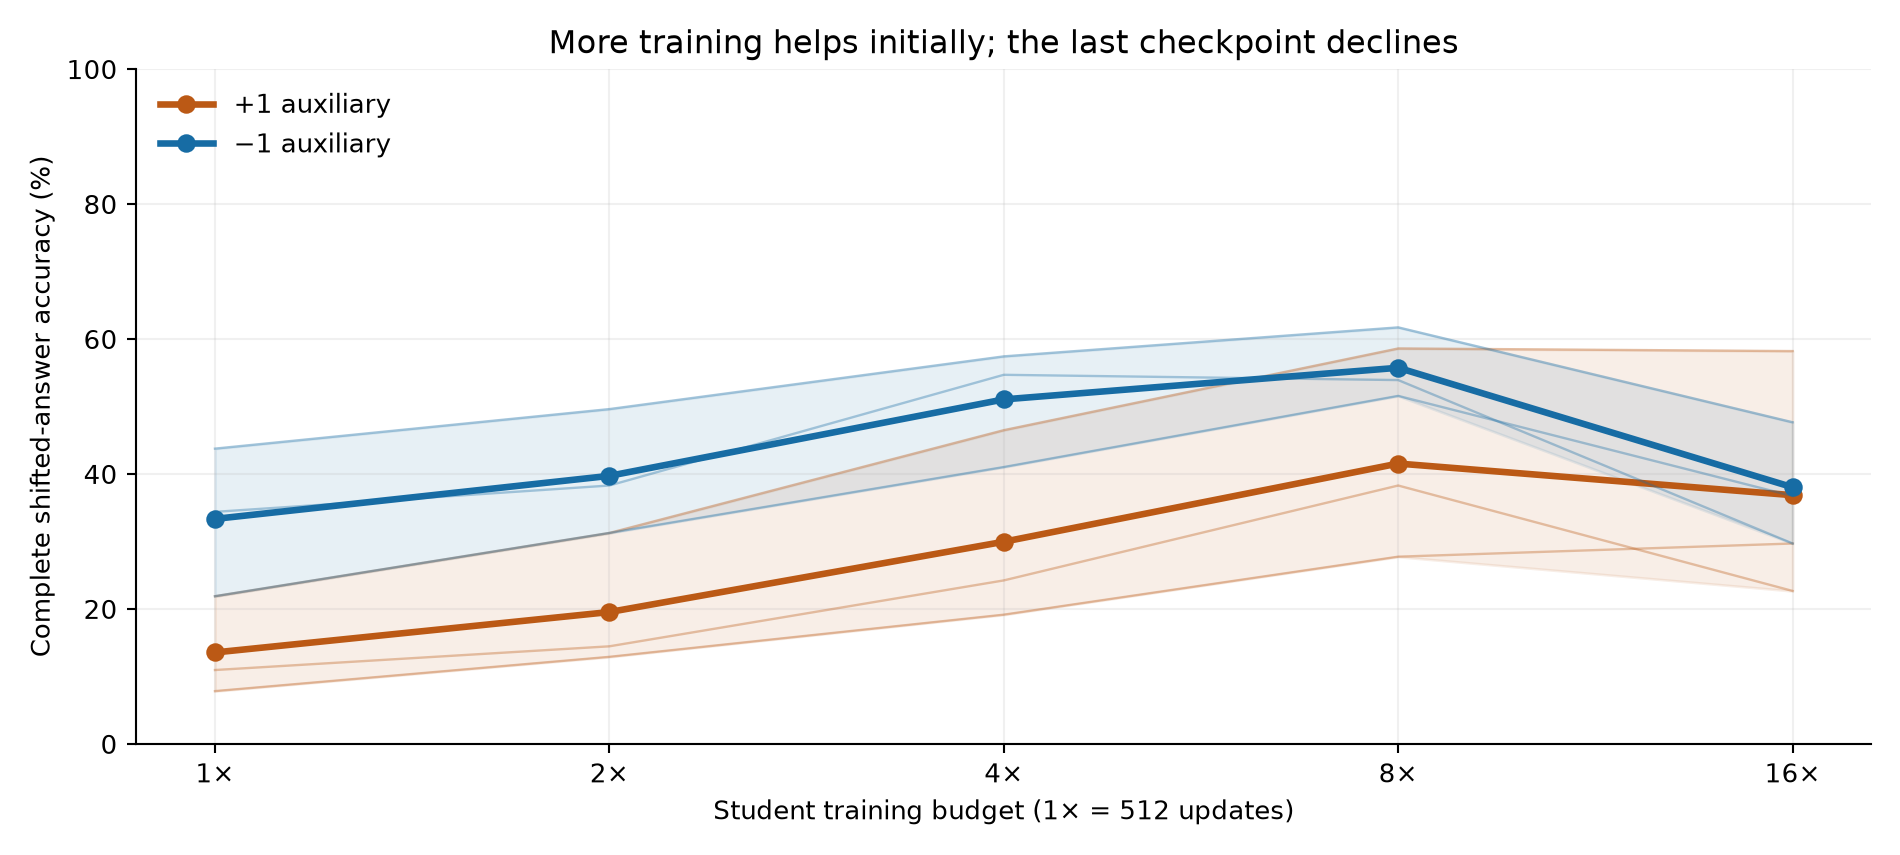 More training helps initially; the last checkpoint declines
+1 auxiliary
−1 auxiliary
Complete shifted-answer accuracy (%)
100
80
60
40
20
0
1×
2×
4×
8×
16×
Student training budget (1× = 512 updates)